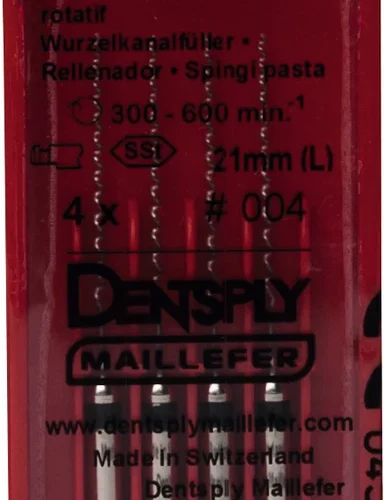 rotatif
Wurzelkanalfüller •
Rellenador • Spingipasta
300 - 600 min.⁻¹
SSt
21mm (L)
4 x # 004
DENTSPLY
MAILLEFER
www.dentsplymaillefer.com
Made in Switzerland
Dentsply Maillefer
043